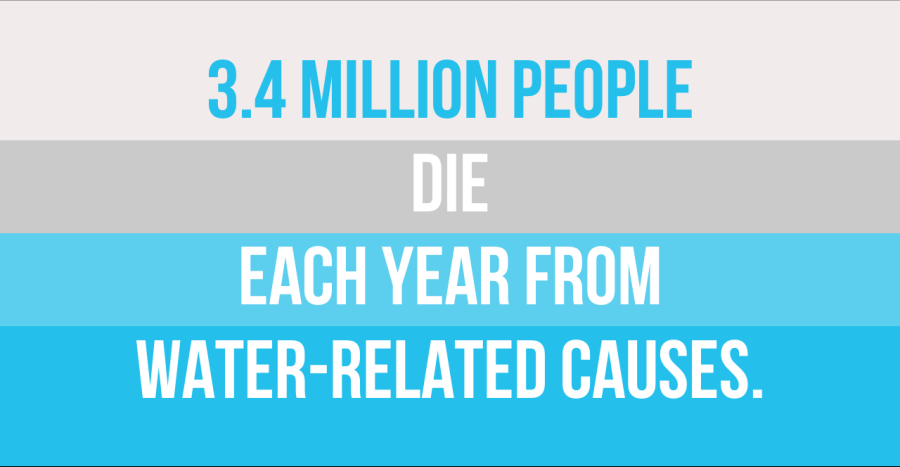 3.4 MILLION PEOPLE
DIE
EACH YEAR FROM
WATER-RELATED CAUSES.